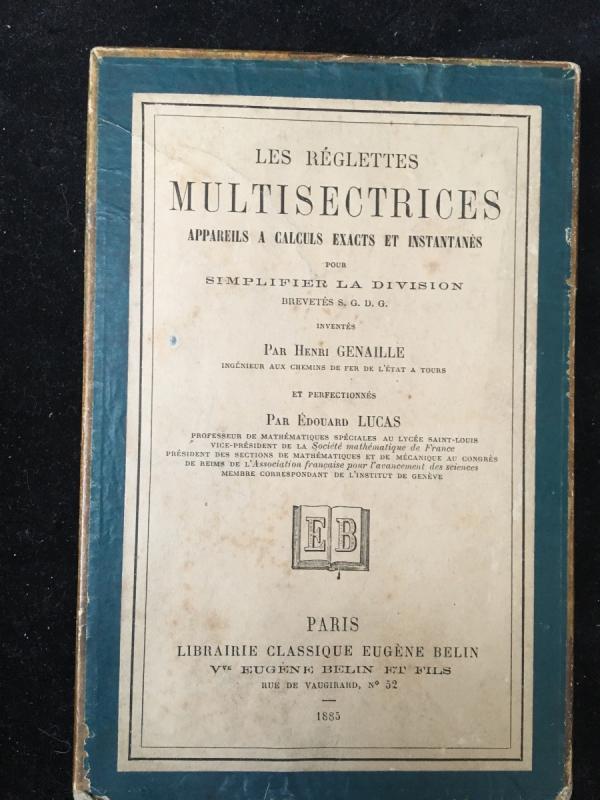 LES RÉGLETTES
MULTISECTRICES
APPAREILS A CALCULS EXACTS ET INSTANTANÉS
POUR
SIMPLIFIER LA DIVISION
BREVETÉS S. G. D. G.
INVENTÉS
PAR HENRI GENAILLE
INGÉNIEUR AUX CHEMINS DE FER DE L'ÉTAT A TOURS
ET PERFECTIONNÉS
PAR ÉDOUARD LUCAS
PROFESSEUR DE MATHÉMATIQUES SPÉCIALES AU LYCÉE SAINT-LOUIS
VICE-PRÉSIDENT DE LA Société mathématique de France
PRÉSIDENT DES SECTIONS DE MATHÉMATIQUES ET DE MÉCANIQUE AU CONGRÈS
DE REIMS DE L'Association française pour l'avancement des sciences
MEMBRE CORRESPONDANT DE L'INSTITUT DE GENÈVE
E B
PARIS
LIBRAIRIE CLASSIQUE EUGÈNE BELIN
Vve EUGÈNE BELIN ET FILS
RUE DE VAUGIRARD, No 52
1885